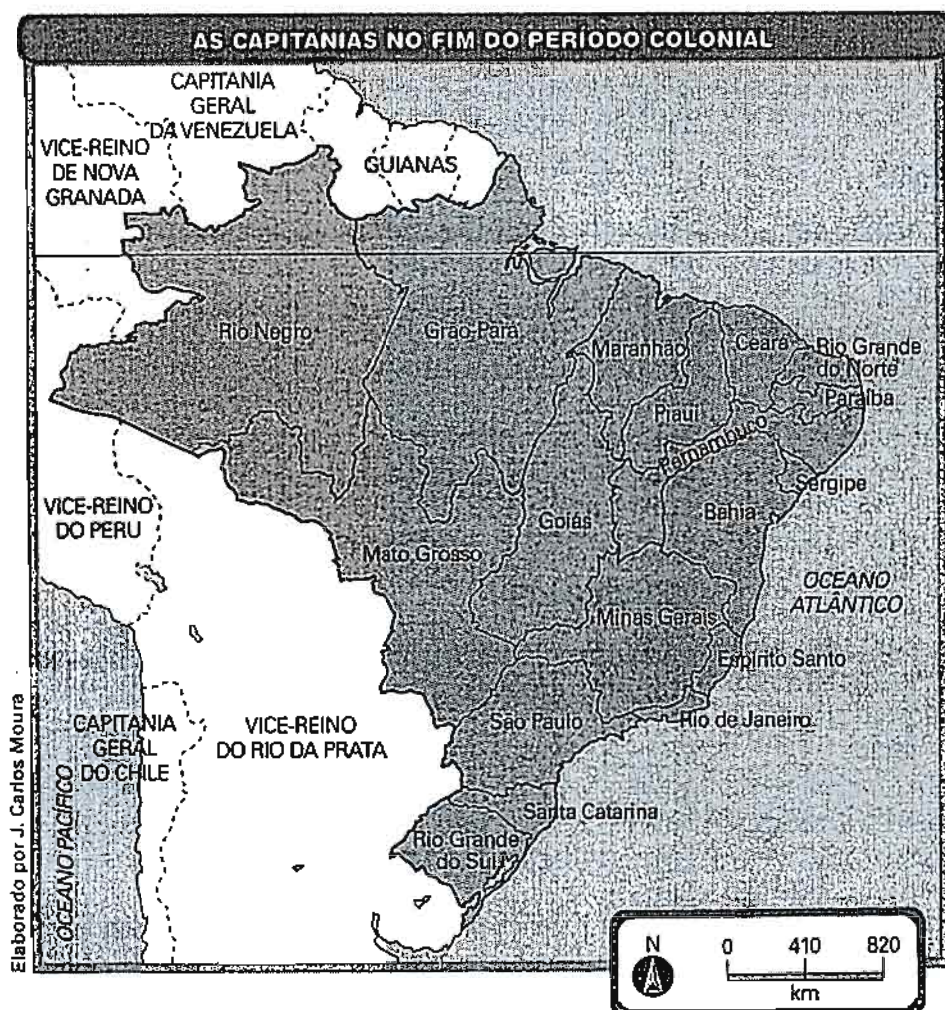 AS CAPITANIAS NO FIM DO PERÍODO COLONIAL
CAPITANIA
GERAL
DA VENEZUELA
VICE-REINO
DE NOVA
GRANADA
GUIANAS
Rio Negro
Grão-Pará
Maranhão
Ceará
Rio Grande
do Norte
Paraíba
Piauí
Pernambuco
Sergipe
Bahia
VICE-REINO
DO PERU
Goiás
Mato Grosso
OCEANO
ATLÂNTICO
Minas Gerais
Espírito Santo
São Paulo
Rio de Janeiro
CAPITANIA
GERAL
DO CHILE
VICE-REINO
DO RIO DA PRATA
OCEANO PACÍFICO
Santa Catarina
Rio Grande
do Sul
Elaborado por J. Carlos Moura
N
0 410 820
km